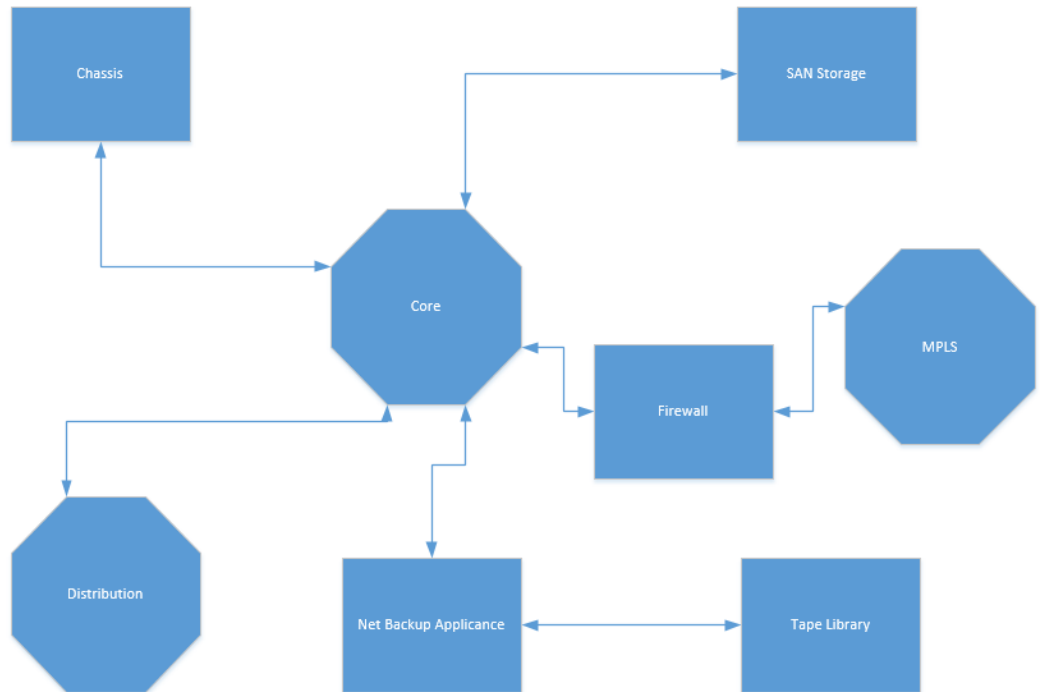 Chassis
SAN Storage
Core
MPLS
Firewall
Distribution
Net Backup Applicance
Tape Library